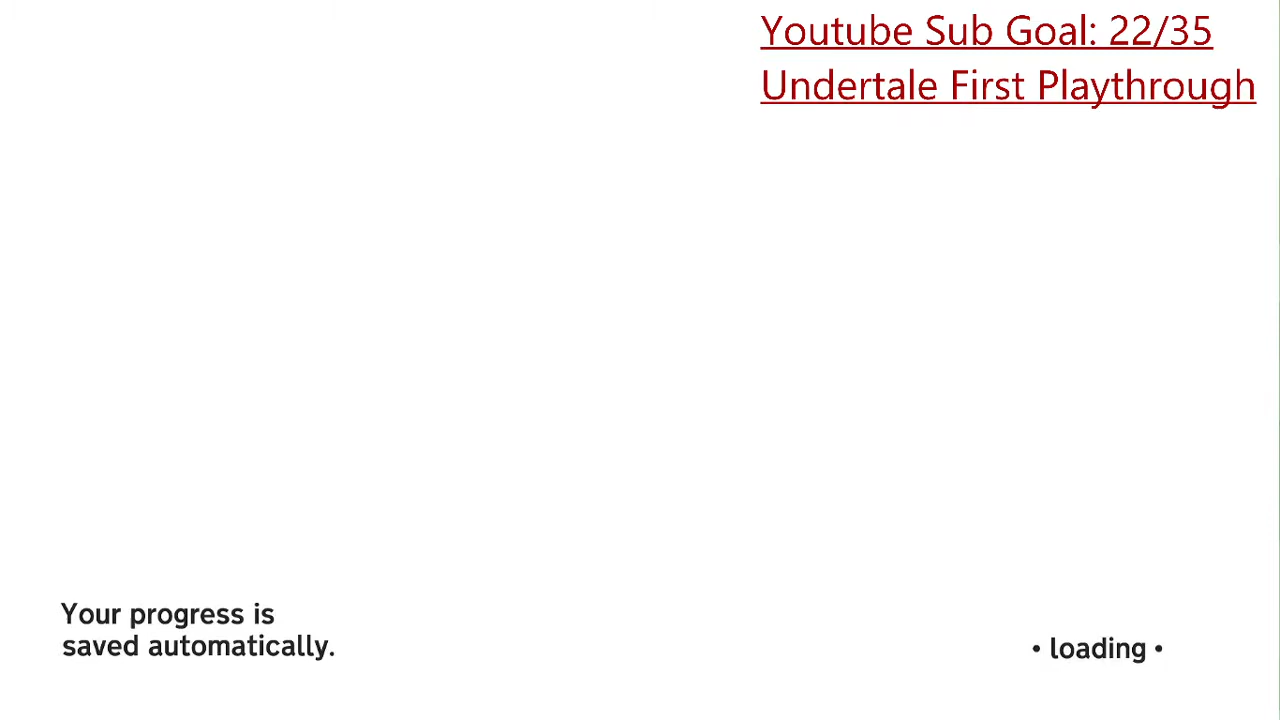 Youtube Sub Goal: 22/35
Undertale First Playthrough
Your progress is
saved automatically.
• loading •